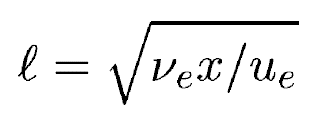 ℓ = √(ν_e x / u_e)